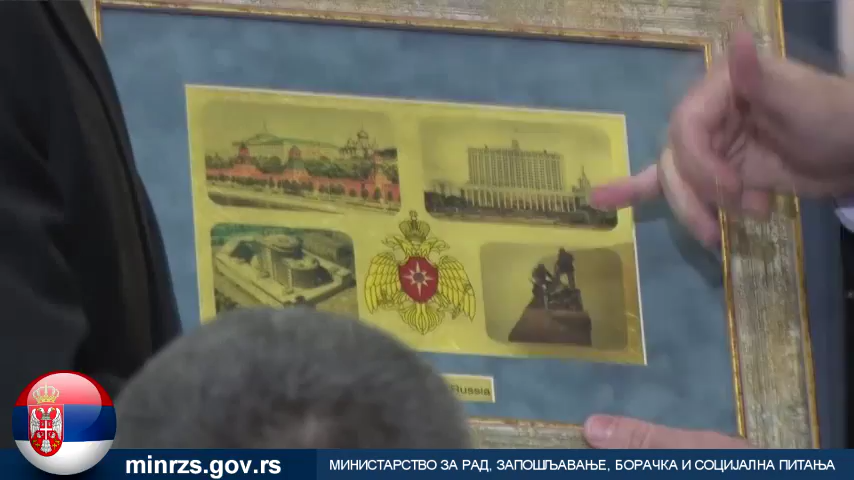 Russia
minrzs.gov.rs
МИНИСТАРСТВО ЗА РАД, ЗАПОШЉАВАЊЕ, БОРАЧКА И СОЦИЈАЛНА ПИТАЊА